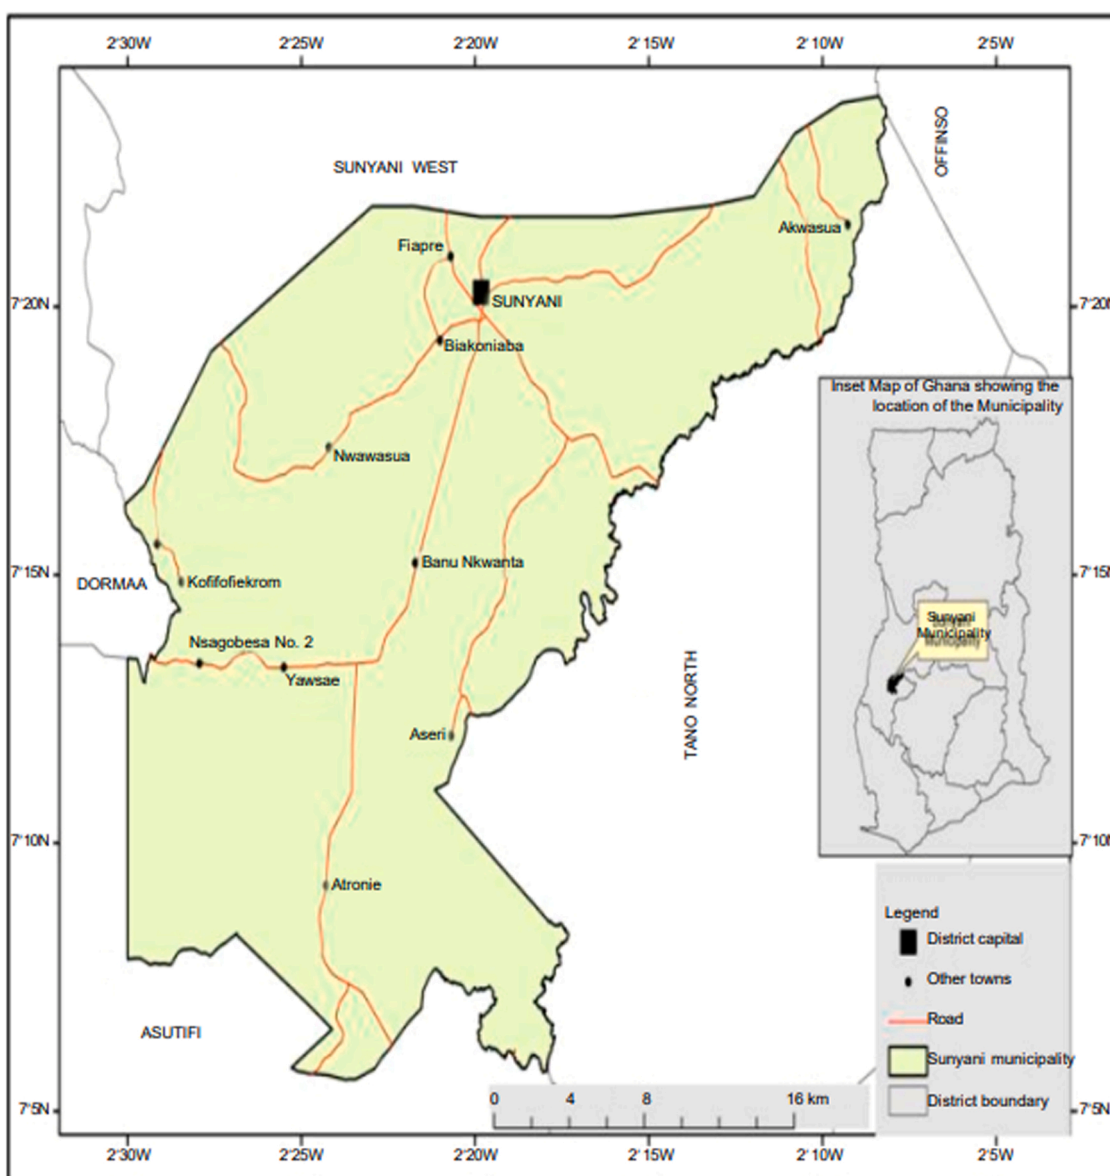 2°30W
2°25W
2°20W
2°15W
2°10W
2°5W
OFFINSO
SUNYANI WEST
Akwasua
Fiapre
7°20N
SUNYANI
7°20N
Biakoniaba
Inset Map of Ghana showing the
location of the Municipality
Nwawasua
Banu Nkwanta
7°15N
7°15N
DORMAA
Kofifofiekrom
Sunyani
Municipality
Nsagobesa No. 2
Yawsae
TANO NORTH
Aseri
7°10N
7°10N
Atronie
Legend
District capital
Other towns
Road
Sunyani municipality
District boundary
ASUTIFI
0
4
8
16 km
7°5N
7°5N
2°30W
2°25W
2°20W
2°15W
2°10W
2°5W